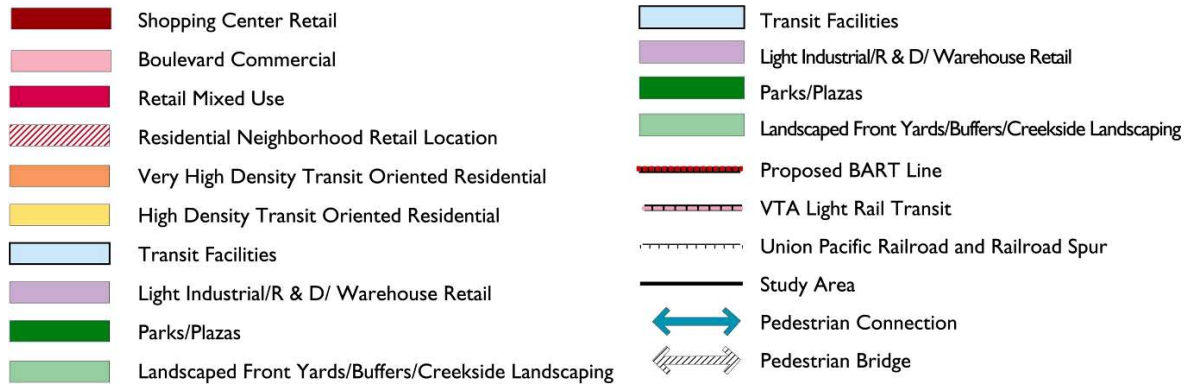 Shopping Center Retail
Boulevard Commercial
Retail Mixed Use
Residential Neighborhood Retail Location
Very High Density Transit Oriented Residential
High Density Transit Oriented Residential
Transit Facilities
Light Industrial/R & D/ Warehouse Retail
Parks/Plazas
Landscaped Front Yards/Buffers/Creekside Landscaping
Transit Facilities
Light Industrial/R & D/ Warehouse Retail
Parks/Plazas
Landscaped Front Yards/Buffers/Creekside Landscaping
Proposed BART Line
VTA Light Rail Transit
Union Pacific Railroad and Railroad Spur
Study Area
Pedestrian Connection
Pedestrian Bridge